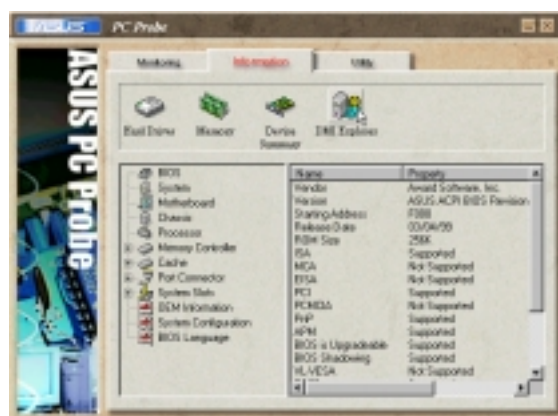 ASUS PC Probe
Monitoring Information Utility
Hard Drives Memory Device Summary DMI Explorer
ASUS PC Probe
BIOS
System
Motherboard
Chassis
Processor
Memory Controller
Cache
Port Connector
System Slots
OEM Information
System Configuration
BIOS Language
Name Property
Vendor Award Software, Inc.
Version ASUS ACPI BIOS Revision
Starting Address F000
Release Date
ROM Size 256K
ISA Supported
MCA Not Supported
EISA Not Supported
PCI Supported
PCMCIA Not Supported
PnP Supported
APM Supported
BIOS is Upgradeable Supported
BIOS Shadowing Supported
VL-VESA Not Supported